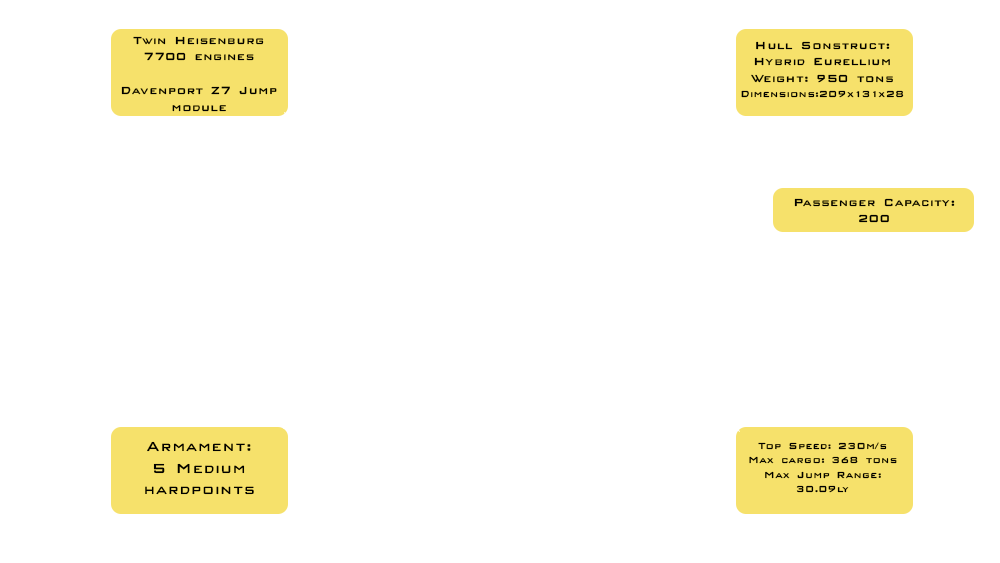 Twin Heisenburg
7700 engines
Davenport Z7 Jump
module
Hull Sonstruct:
Hybrid Eurellium
Weight: 950 tons
Dimensions:209x131x28
Passenger Capacity:
200
Armament:
5 Medium
hardpoints
Top Speed: 230m/s
Max cargo: 368 tons
Max Jump Range:
30.09ly